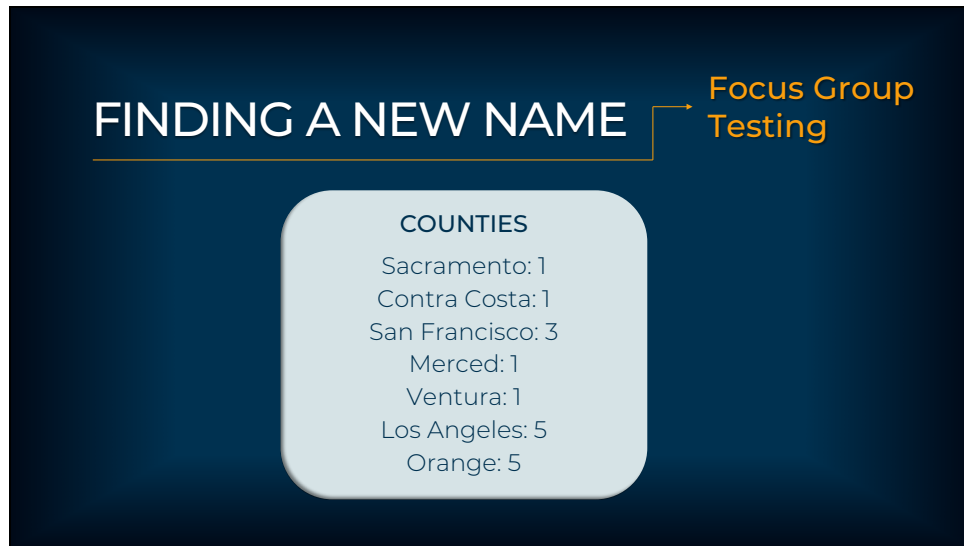 FINDING A NEW NAME
Focus Group
Testing
COUNTIES
Sacramento: 1
Contra Costa: 1
San Francisco: 3
Merced: 1
Ventura: 1
Los Angeles: 5
Orange: 5